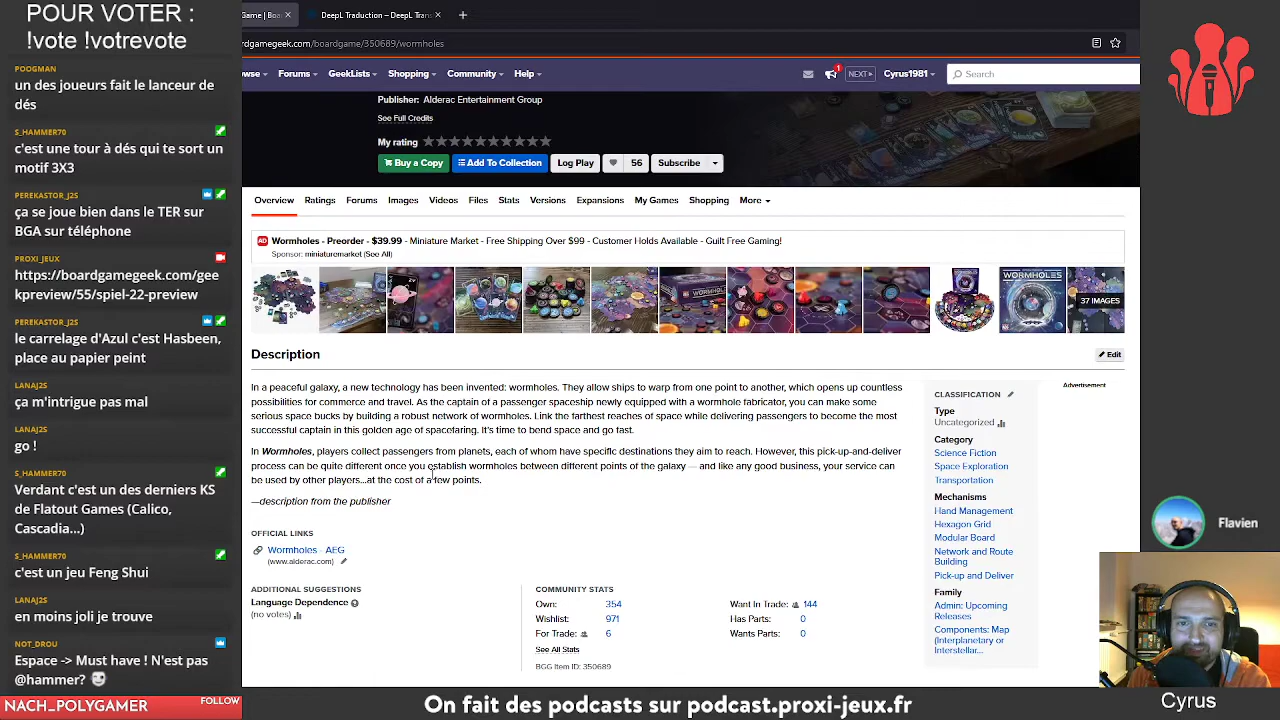 POUR VOTER :
!vote !votrevote
POOGMAN
un des joueurs fait le lanceur de
dés
S_HAMMER70
c'est une tour à dés qui te sort un
motif 3X3
PEREKASTOR_J2S
ça se joue bien dans le TER sur
BGA sur téléphone
PROXI_JEUX
https://boardgamegeek.com/gee
kpreview/55/spiel-22-preview
PEREKASTOR_J2S
le carrelage d'Azul c'est Hasbeen,
place au papier peint
LANAJ2S
ça m'intrigue pas mal
LANAJ2S
go !
S_HAMMER70
Verdant c'est un des derniers KS
de Flatout Games (Calico,
Cascadia...)
S_HAMMER70
c'est un jeu Feng Shui
LANAJ2S
en moins joli je trouve
NOT_DROU
Espace -> Must have ! N'est pas
@hammer?
NACH_POLYGAMER FOLLOW
Game | B
DeepL Traduction – DeepL Trans
rdgamegeek.com/boardgame/350689/wormholes
wse Forums GeekLists Shopping Community Help
1 NEXT Cyrus1981 Search
Publisher: Alderac Entertainment Group
See Full Credits
My rating
Buy a Copy Add To Collection Log Play 56 Subscribe
Overview Ratings Forums Images Videos Files Stats Versions Expansions My Games Shopping More
AD Wormholes - Preorder - $39.99 - Miniature Market - Free Shipping Over $99 - Customer Holds Available - Guilt Free Gaming!
Sponsor: miniaturemarket (See All)
WORMHOLES
37 IMAGES
Description
Edit
In a peaceful galaxy, a new technology has been invented: wormholes. They allow ships to warp from one point to another, which opens up countless
possibilities for commerce and travel. As the captain of a passenger spaceship newly equipped with a wormhole fabricator, you can make some
serious space bucks by building a robust network of wormholes. Link the farthest reaches of space while delivering passengers to become the most
successful captain in this golden age of spacefaring. It's time to bend space and go fast.
In Wormholes, players collect passengers from planets, each of whom have specific destinations they aim to reach. However, this pick-up-and-deliver
process can be quite different once you establish wormholes between different points of the galaxy — and like any good business, your service can
be used by other players...at the cost of a few points.
—description from the publisher
OFFICIAL LINKS
Wormholes - AEG
(www.alderac.com)
ADDITIONAL SUGGESTIONS
Language Dependence
(no votes)
COMMUNITY STATS
Own: 354
Wishlist: 971
For Trade: 6
See All Stats
BGG Item ID: 350689
Want In Trade: 144
Has Parts: 0
Wants Parts: 0
Advertisement
CLASSIFICATION
Type
Uncategorized
Category
Science Fiction
Space Exploration
Transportation
Mechanisms
Hand Management
Hexagon Grid
Modular Board
Network and Route
Building
Pick-up and Deliver
Family
Admin: Upcoming
Releases
Components: Map
(Interplanetary or
Interstellar...
Flavien
On fait des podcasts sur podcast.proxi-jeux.fr
Cyrus